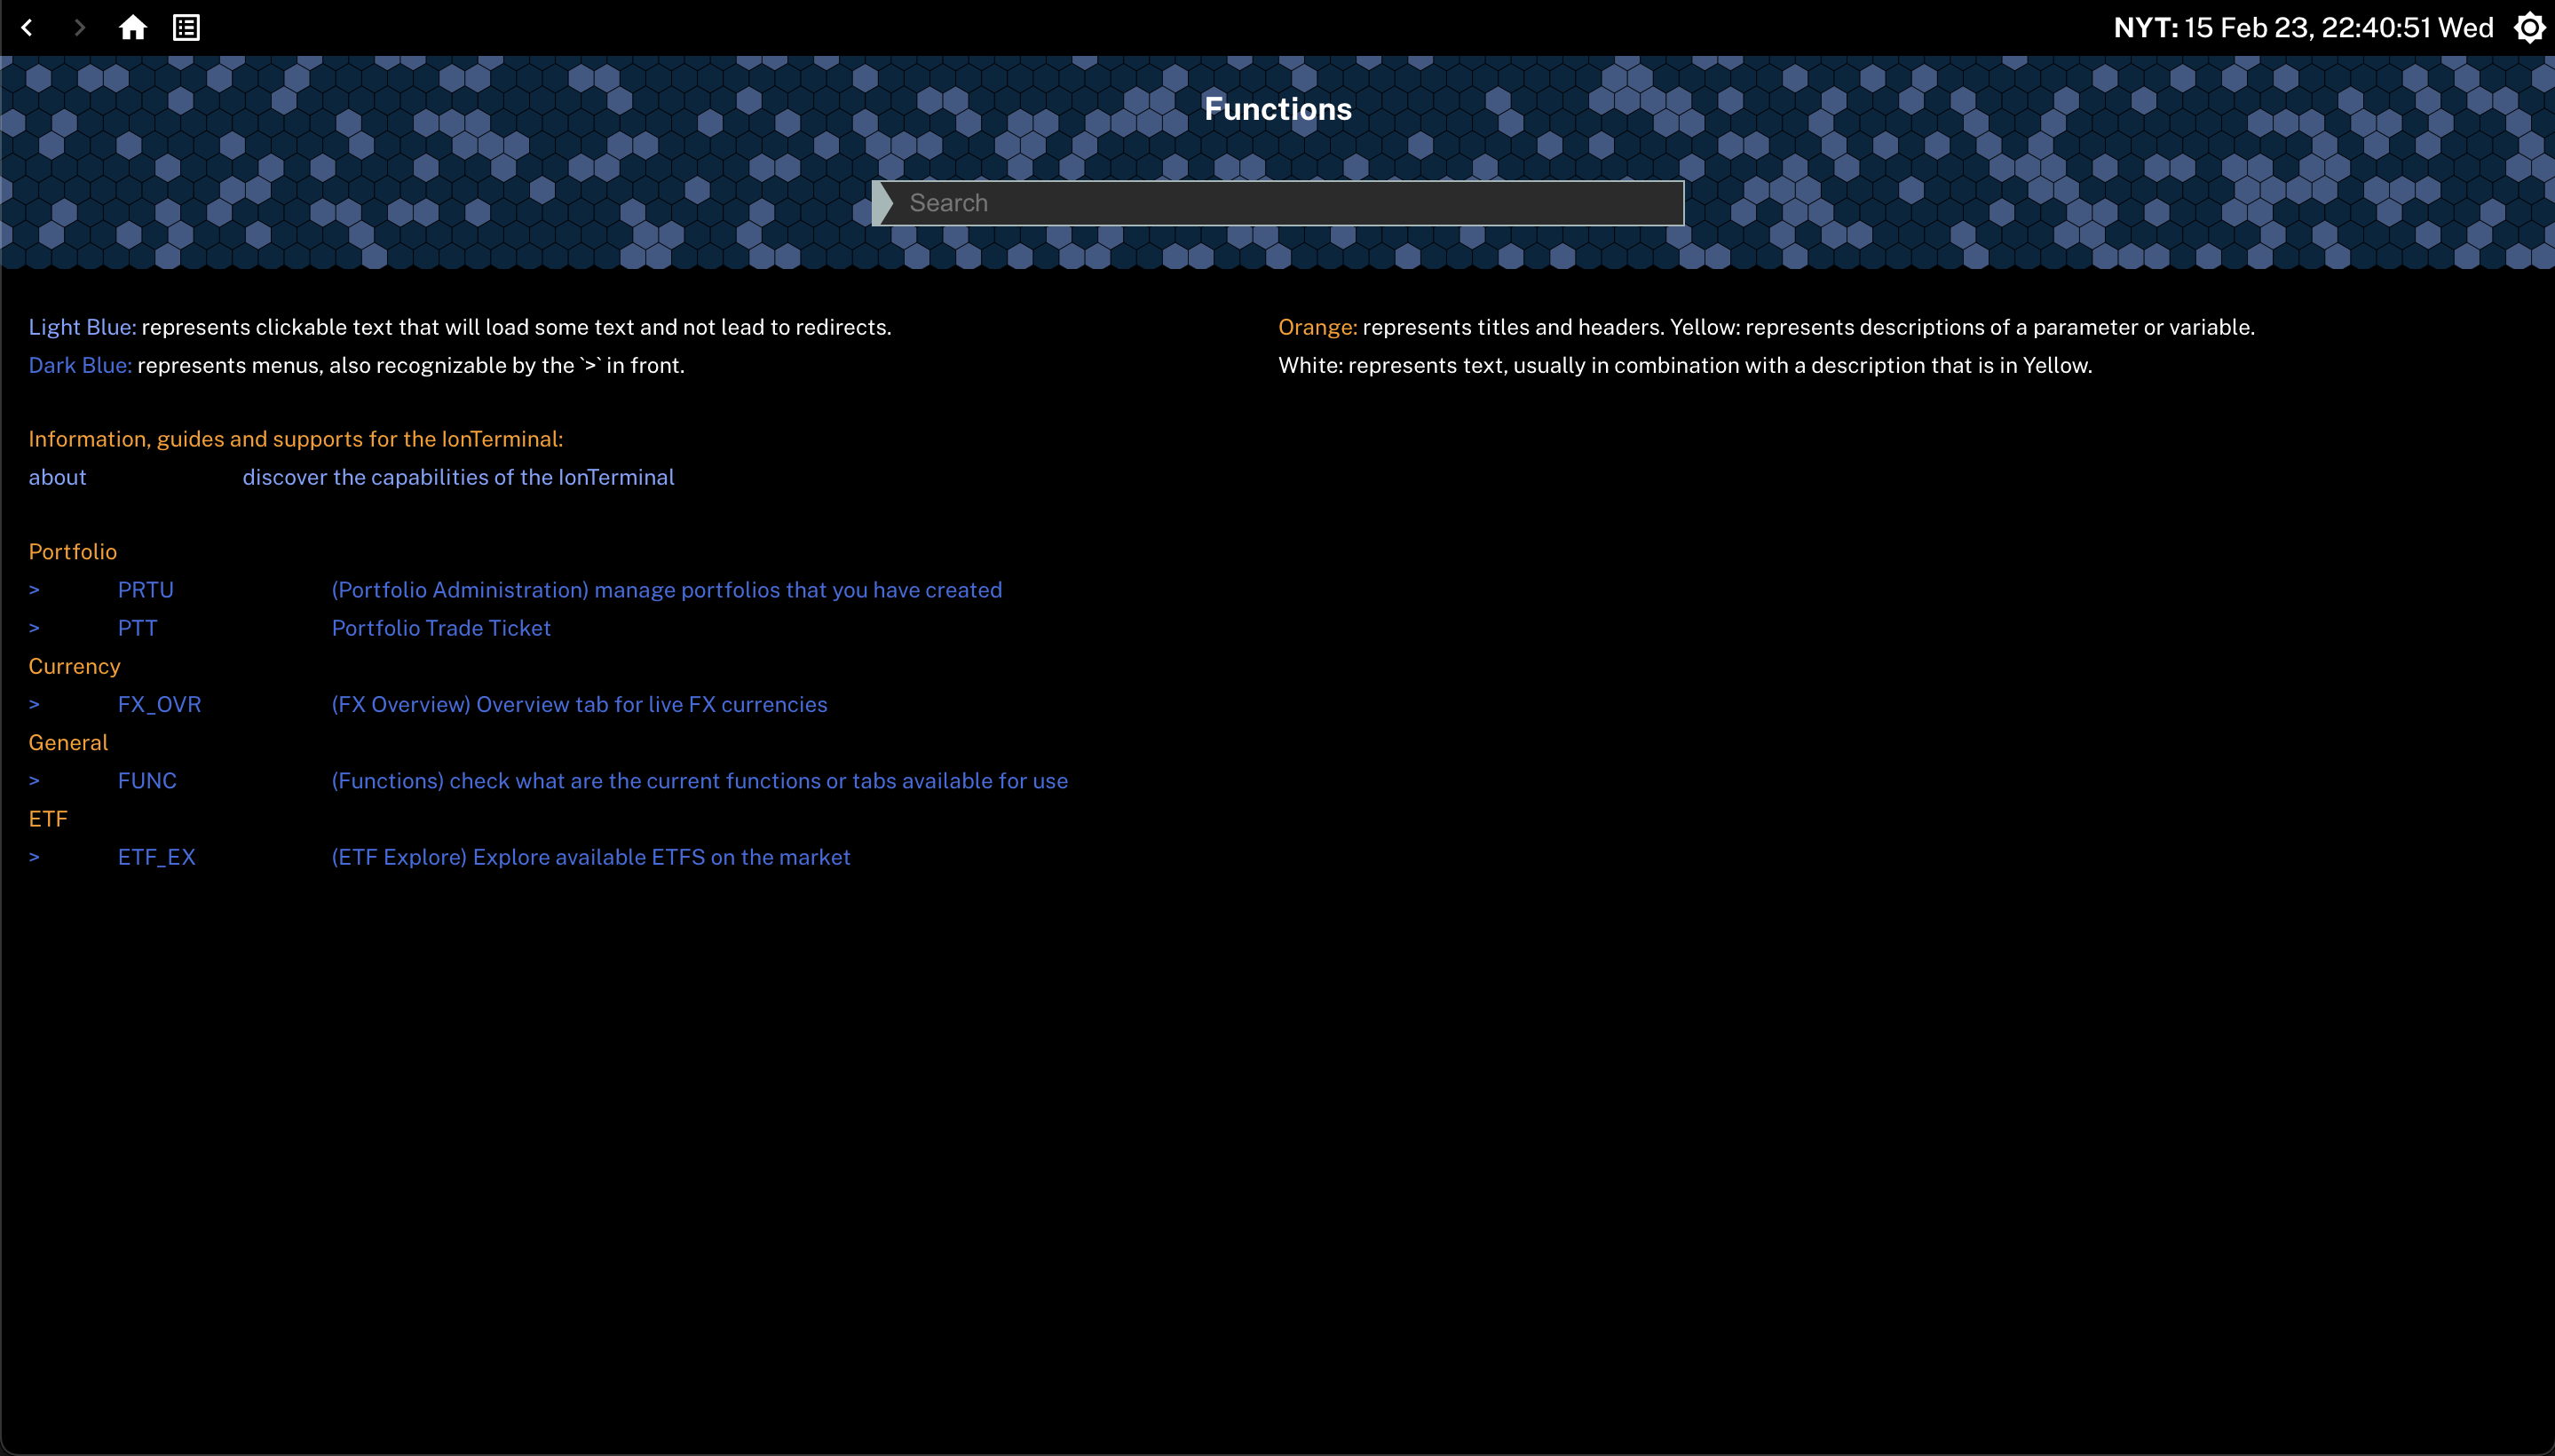 NYT: 15 Feb 23, 22:40:51 Wed
Functions
Search
Light Blue: represents clickable text that will load some text and not lead to redirects.
Dark Blue: represents menus, also recognizable by the `>` in front.
Orange: represents titles and headers. Yellow: represents descriptions of a parameter or variable.
White: represents text, usually in combination with a description that is in Yellow.
Information, guides and supports for the IonTerminal:
about discover the capabilities of the IonTerminal
Portfolio
> PRTU (Portfolio Administration) manage portfolios that you have created
> PTT Portfolio Trade Ticket
Currency
> FX_OVR (FX Overview) Overview tab for live FX currencies
General
> FUNC (Functions) check what are the current functions or tabs available for use
ETF
> ETF_EX (ETF Explore) Explore available ETFS on the market